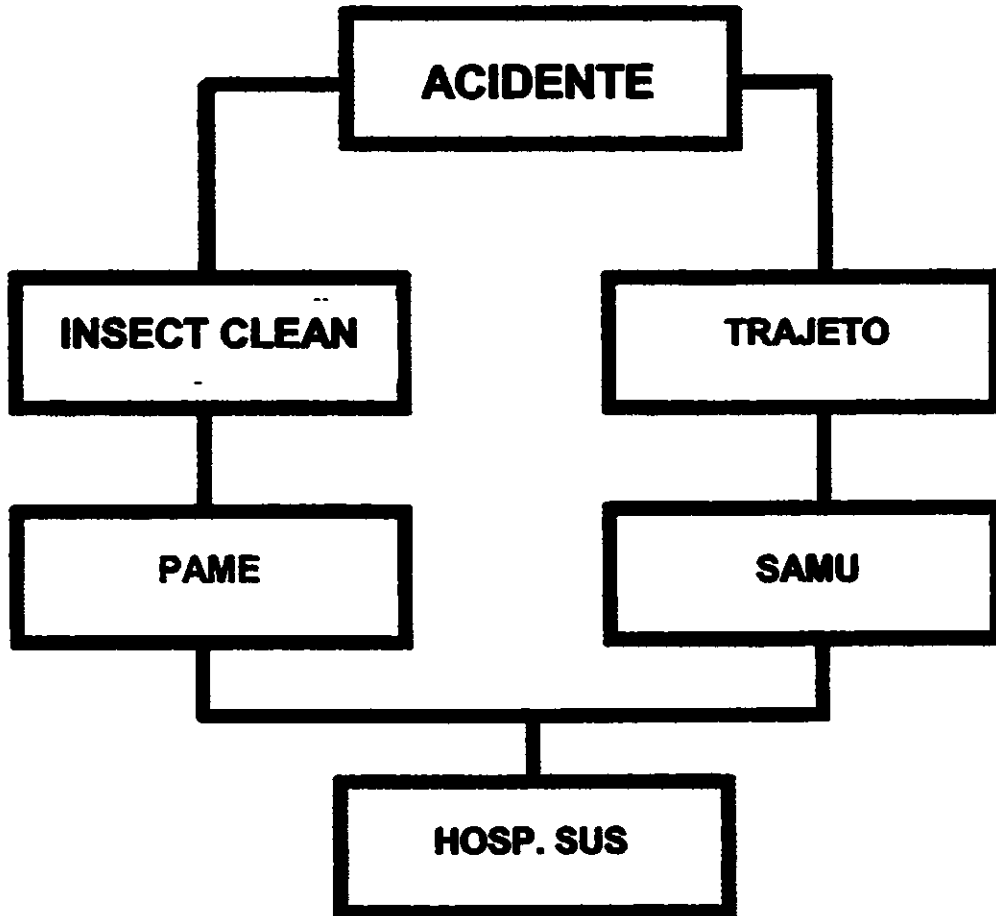 ACIDENTE
INSECT CLEAN
TRAJETO
PAME
SAMU
HOSP. SUS